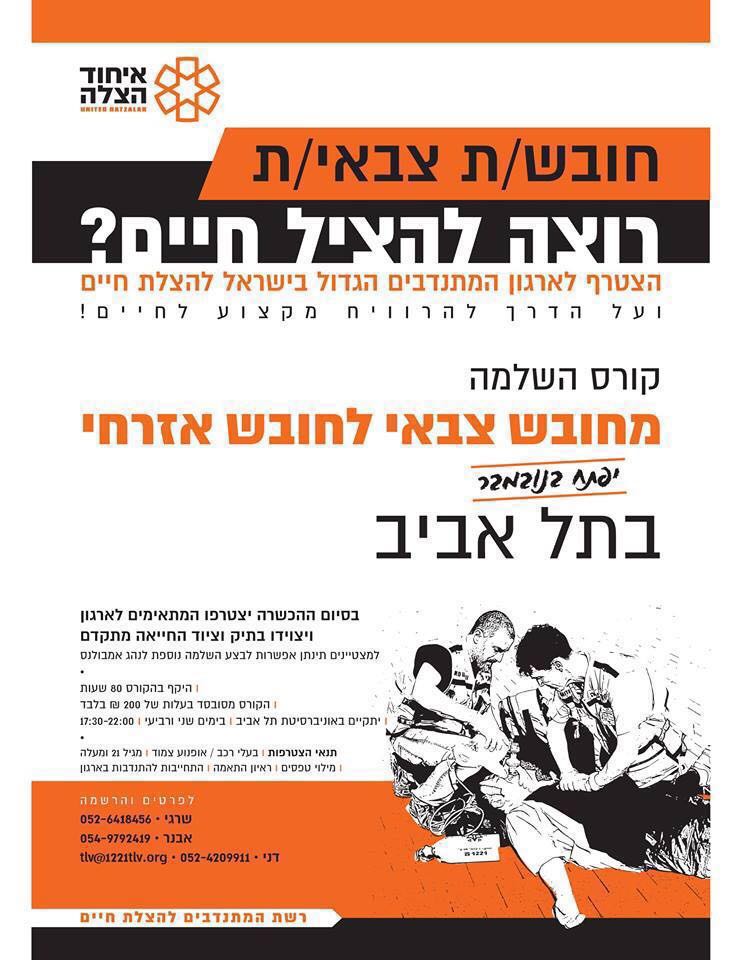 איחוד
הצלה
UNITED HATZALAH
חובש/ת צבאי/ת
רוצה להציל חיים?
הצטרף לארגון המתנדבים הגדול בישראל להצלת חיים
ועל הדרך להרוויח מקצוע לחיים!
קורס השלמה
מחובש צבאי לחובש אזרחי
יפתח בנובמבר
בתל אביב
בסיום ההכשרה יצטרפו המתאימים לארגון
ויצוידו בתיק וציוד החייאה מתקדם
למצטיינים תינתן אפשרות לבצע השלמה נוספת לנהג אמבולנס
•
ו היקף בהקורס 80 שעות
ו הקורס מסובסד בעלות של 200 ₪ בלבד
ו יתקיים באוניברסיטת תל אביב ו בימים שני ורביעי ו 17:30-22:00
•
תנאי הצטרפות ו בעלי רכב / אופנוע צמוד ו מגיל 21 ומעלה
ו מילוי טפסים ו ראיון התאמה ו התחייבות להתנדבות בארגון
לפרטים והרשמה
שרגי • 052-6418456
אבנר • 054-9792419
דני • 052-4209911 • tlv@1221tlv.org
1221
רשת המתנדבים להצלת חיים